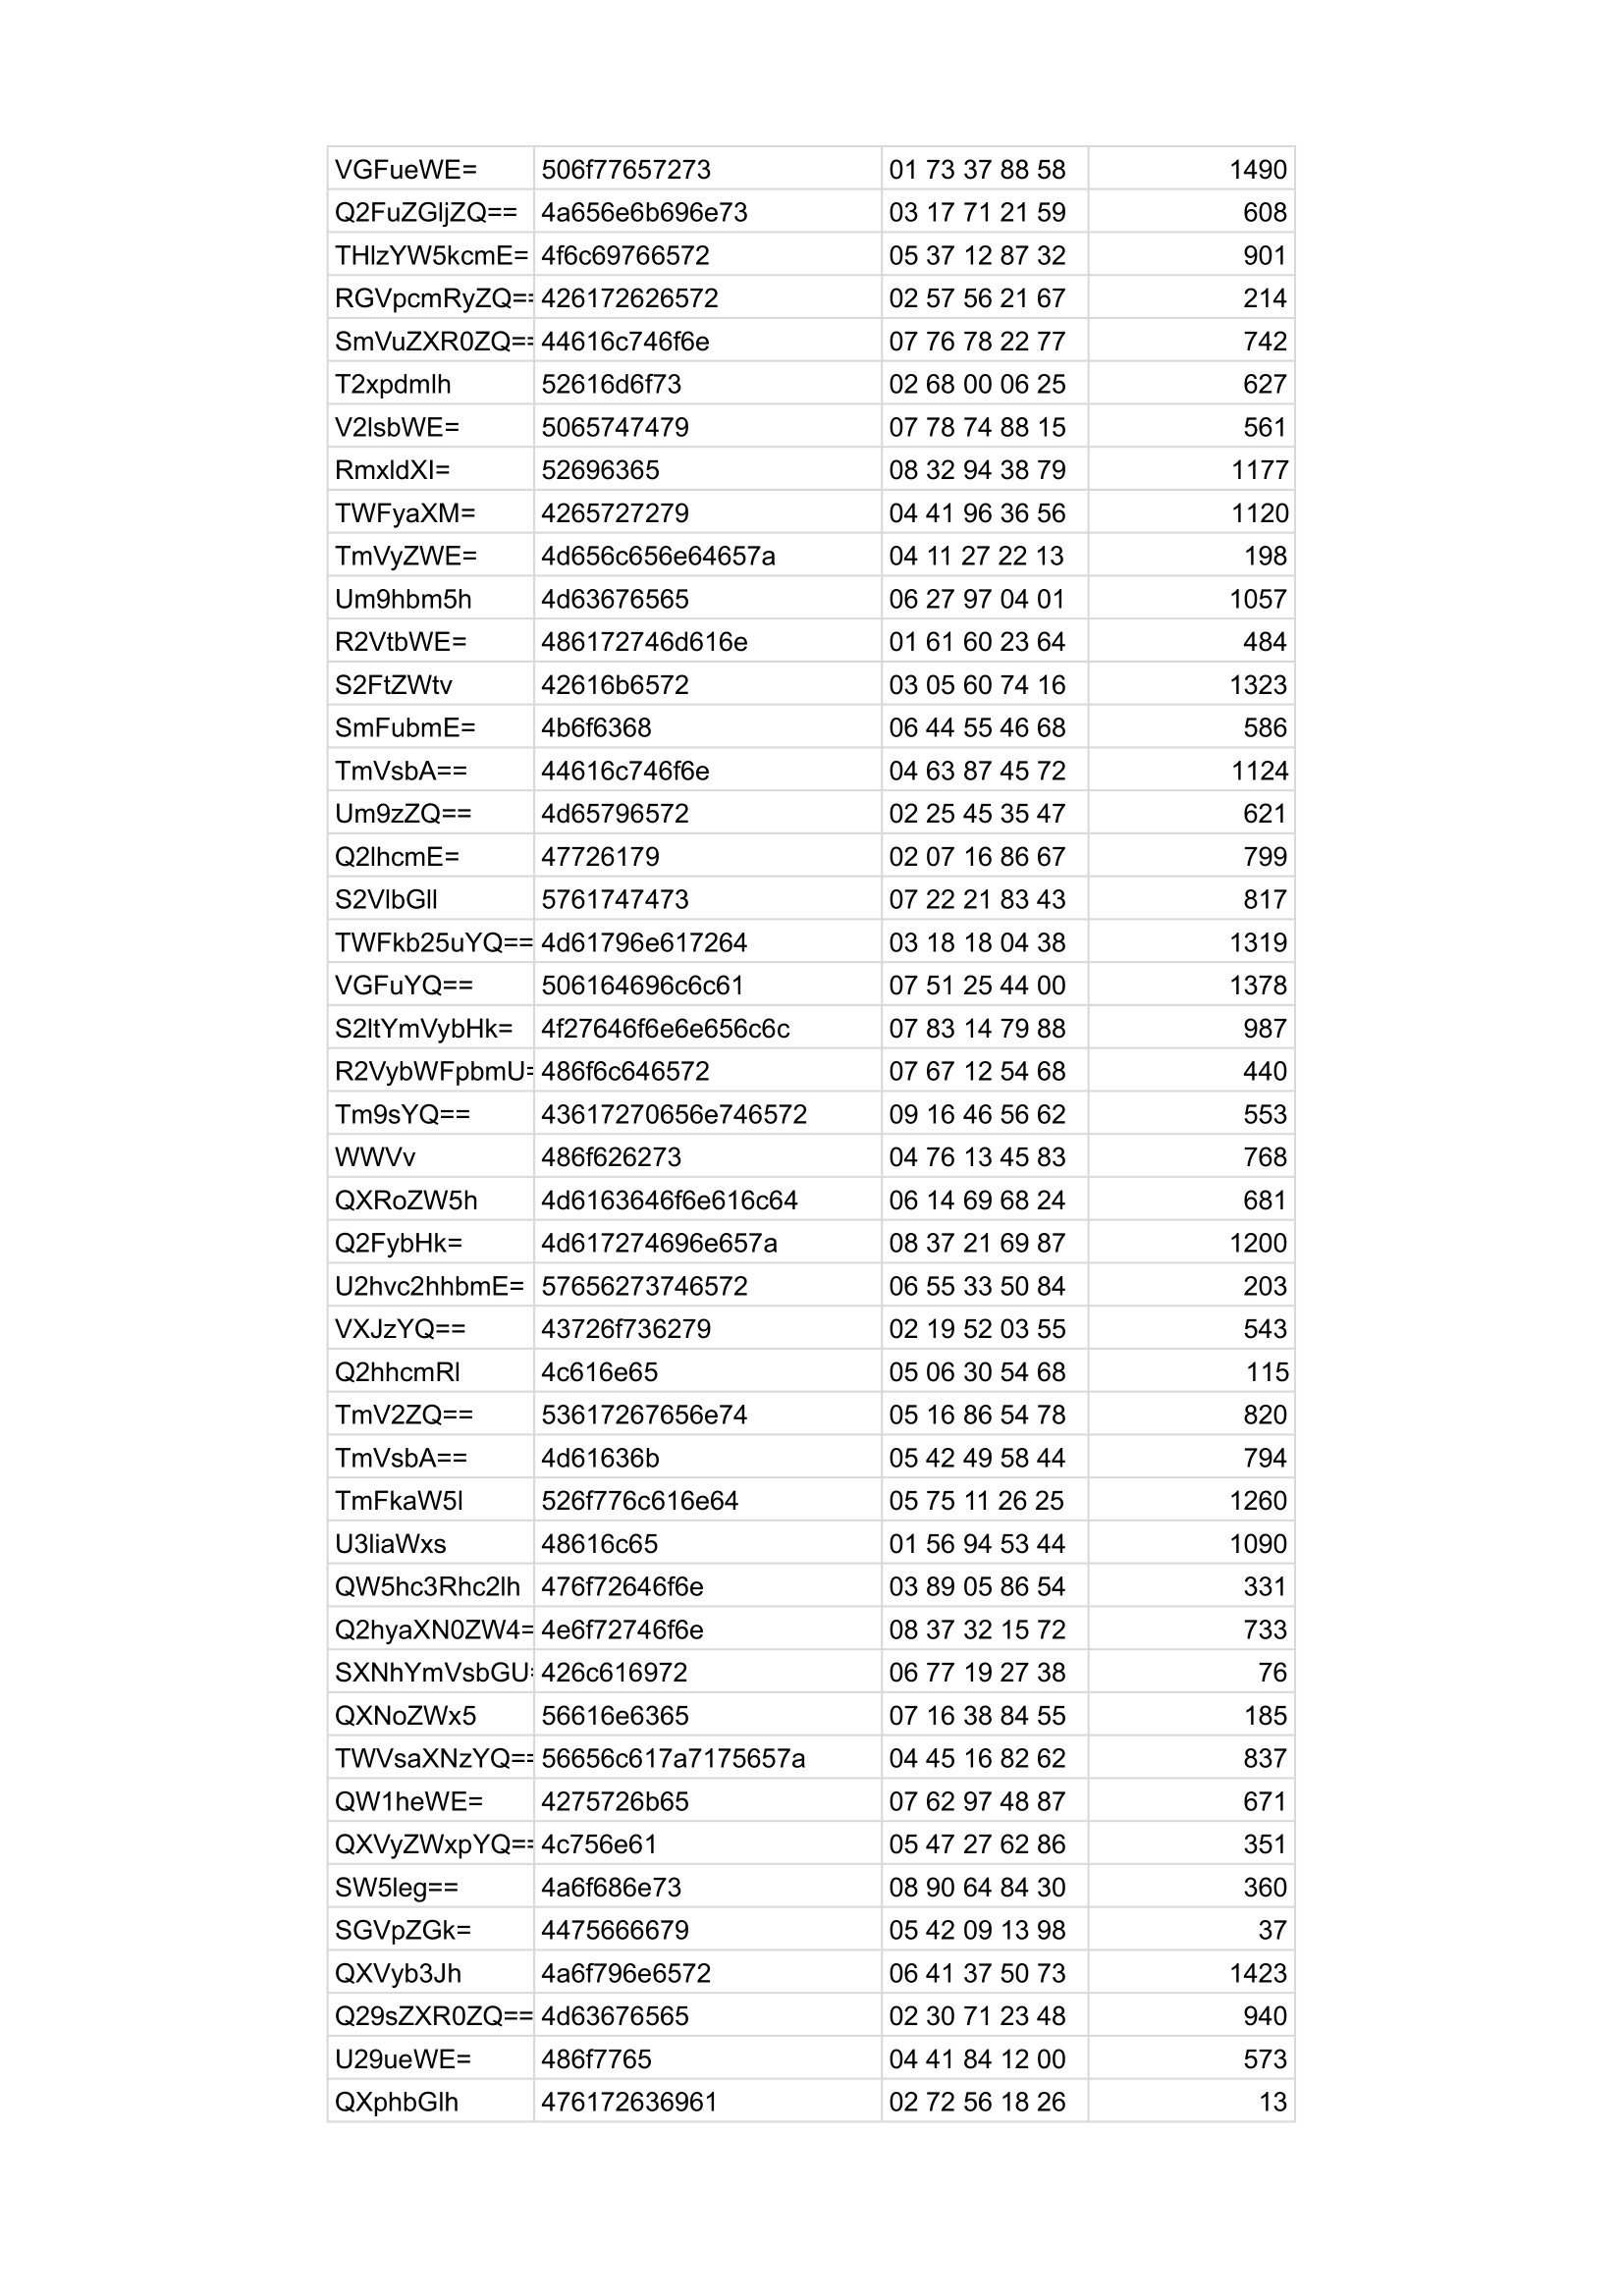 VGFueWE= 506f77657273 01 73 37 88 58 1490
Q2FuZGljZQ== 4a656e6b696e73 03 17 71 21 59 608
THlzYW5kcmE= 4f6c69766572 05 37 12 87 32 901
RGVpcmRyZQ== 426172626572 02 57 56 21 67 214
SmVuZXR0ZQ== 44616c746f6e 07 76 78 22 77 742
T2xpdmlh 52616d6f73 02 68 00 06 25 627
V2lsbWE= 5065747479 07 78 74 88 15 561
RmxldXI= 52696365 08 32 94 38 79 1177
TWFyaXM= 4265727279 04 41 96 36 56 1120
TmVyZWE= 4d656c656e64657a 04 11 27 22 13 198
Um9hbm5h 4d63676565 06 27 97 04 01 1057
R2VtbWE= 486172746d616e 01 61 60 23 64 484
S2FtZWtv 42616b6572 03 05 60 74 16 1323
SmFubmE= 4b6f6368 06 44 55 46 68 586
TmVsbA== 44616c746f6e 04 63 87 45 72 1124
Um9zZQ== 4d65796572 02 25 45 35 47 621
Q2lhcmE= 47726179 02 07 16 86 67 799
S2VlbGll 5761747473 07 22 21 83 43 817
TWFkb25uYQ== 4d61796e617264 03 18 18 04 38 1319
VGFuYQ== 506164696c6c61 07 51 25 44 00 1378
S2ltYmVybHk= 4f27646f6e6e656c6c 07 83 14 79 88 987
R2VybWFpbmU= 486f6c646572 07 67 12 54 68 440
Tm9sYQ== 43617270656e746572 09 16 46 56 62 553
WWVv 486f626273 04 76 13 45 83 768
QXRoZW5h 4d6163646f6e616c64 06 14 69 68 24 681
Q2FybHk= 4d617274696e657a 08 37 21 69 87 1200
U2hvc2hhbmE= 57656273746572 06 55 33 50 84 203
VXJzYQ== 43726f736279 02 19 52 03 55 543
Q2hhcmRl 4c616e65 05 06 30 54 68 115
TmV2ZQ== 53617267656e74 05 16 86 54 78 820
TmVsbA== 4d61636b 05 42 49 58 44 794
TmFkaW5l 526f776c616e64 05 75 11 26 25 1260
U3liaWxs 48616c65 01 56 94 53 44 1090
QW5hc3Rhc2lh 476f72646f6e 03 89 05 86 54 331
Q2hyaXN0ZW4= 4e6f72746f6e 08 37 32 15 72 733
SXNhYmVsbGU= 426c616972 06 77 19 27 38 76
QXNoZWx5 56616e6365 07 16 38 84 55 185
TWVsaXNzYQ== 56656c617a7175657a 04 45 16 82 62 837
QW1heWE= 4275726b65 07 62 97 48 87 671
QXVyZWxpYQ== 4c756e61 05 47 27 62 86 351
SW5leg== 4a6f686e73 08 90 64 84 30 360
SGVpZGk= 4475666679 05 42 09 13 98 37
QXVyb3Jh 4a6f796e6572 06 41 37 50 73 1423
Q29sZXR0ZQ== 4d63676565 02 30 71 23 48 940
U29ueWE= 486f7765 04 41 84 12 00 573
QXphbGlh 476172636961 02 72 56 18 26 13